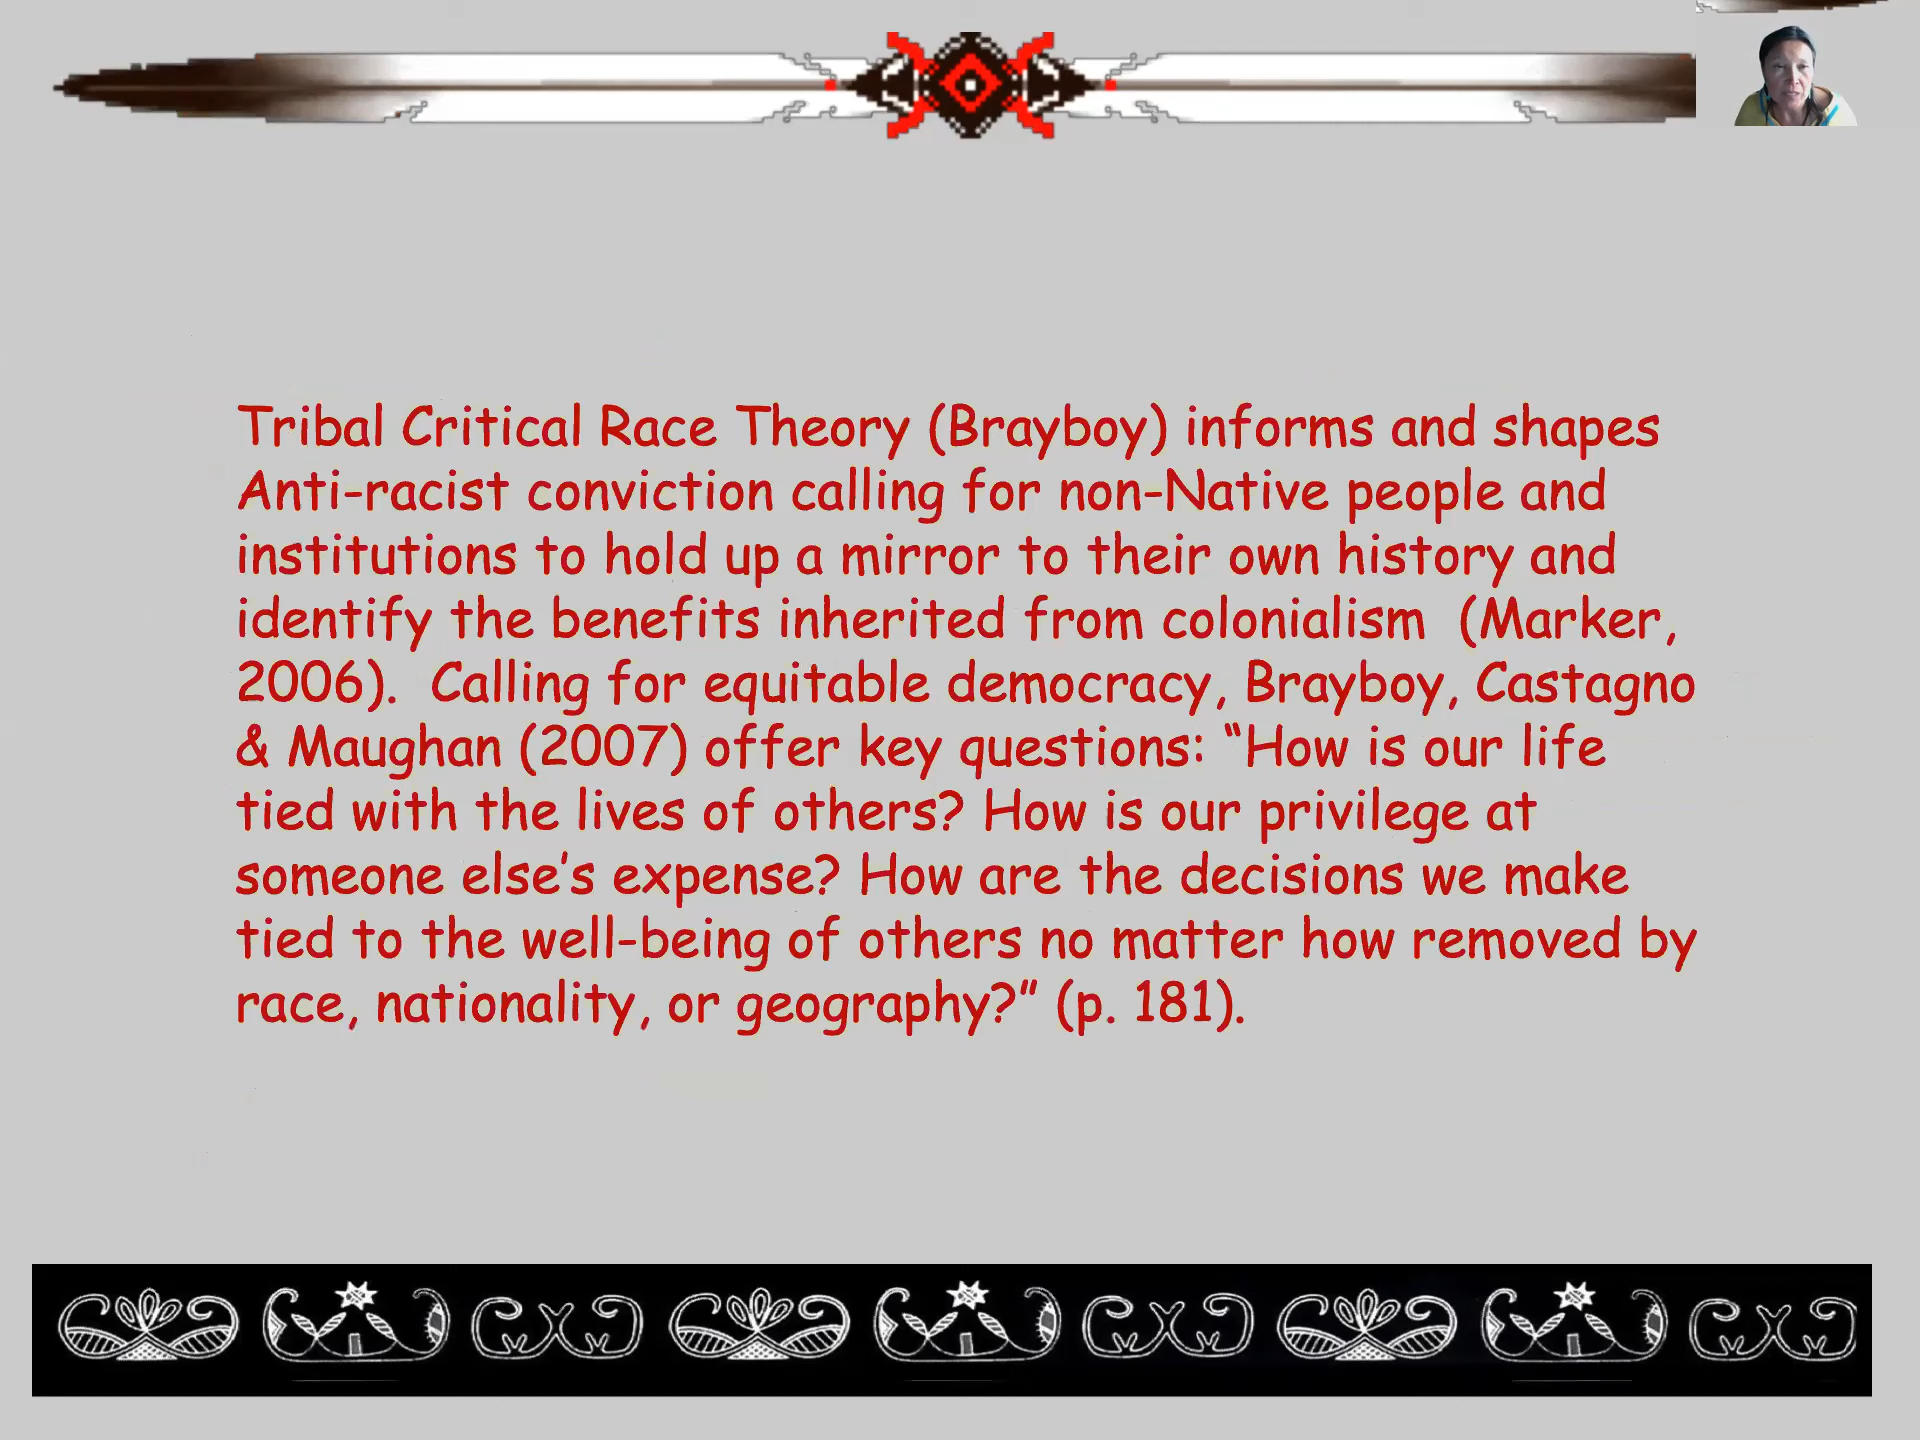 Tribal Critical Race Theory (Brayboy) informs and shapes
Anti-racist conviction calling for non-Native people and
institutions to hold up a mirror to their own history and
identify the benefits inherited from colonialism  (Marker,
2006).  Calling for equitable democracy, Brayboy, Castagno
& Maughan (2007) offer key questions: “How is our life
tied with the lives of others? How is our privilege at
someone else’s expense? How are the decisions we make
tied to the well-being of others no matter how removed by
race, nationality, or geography?” (p. 181).